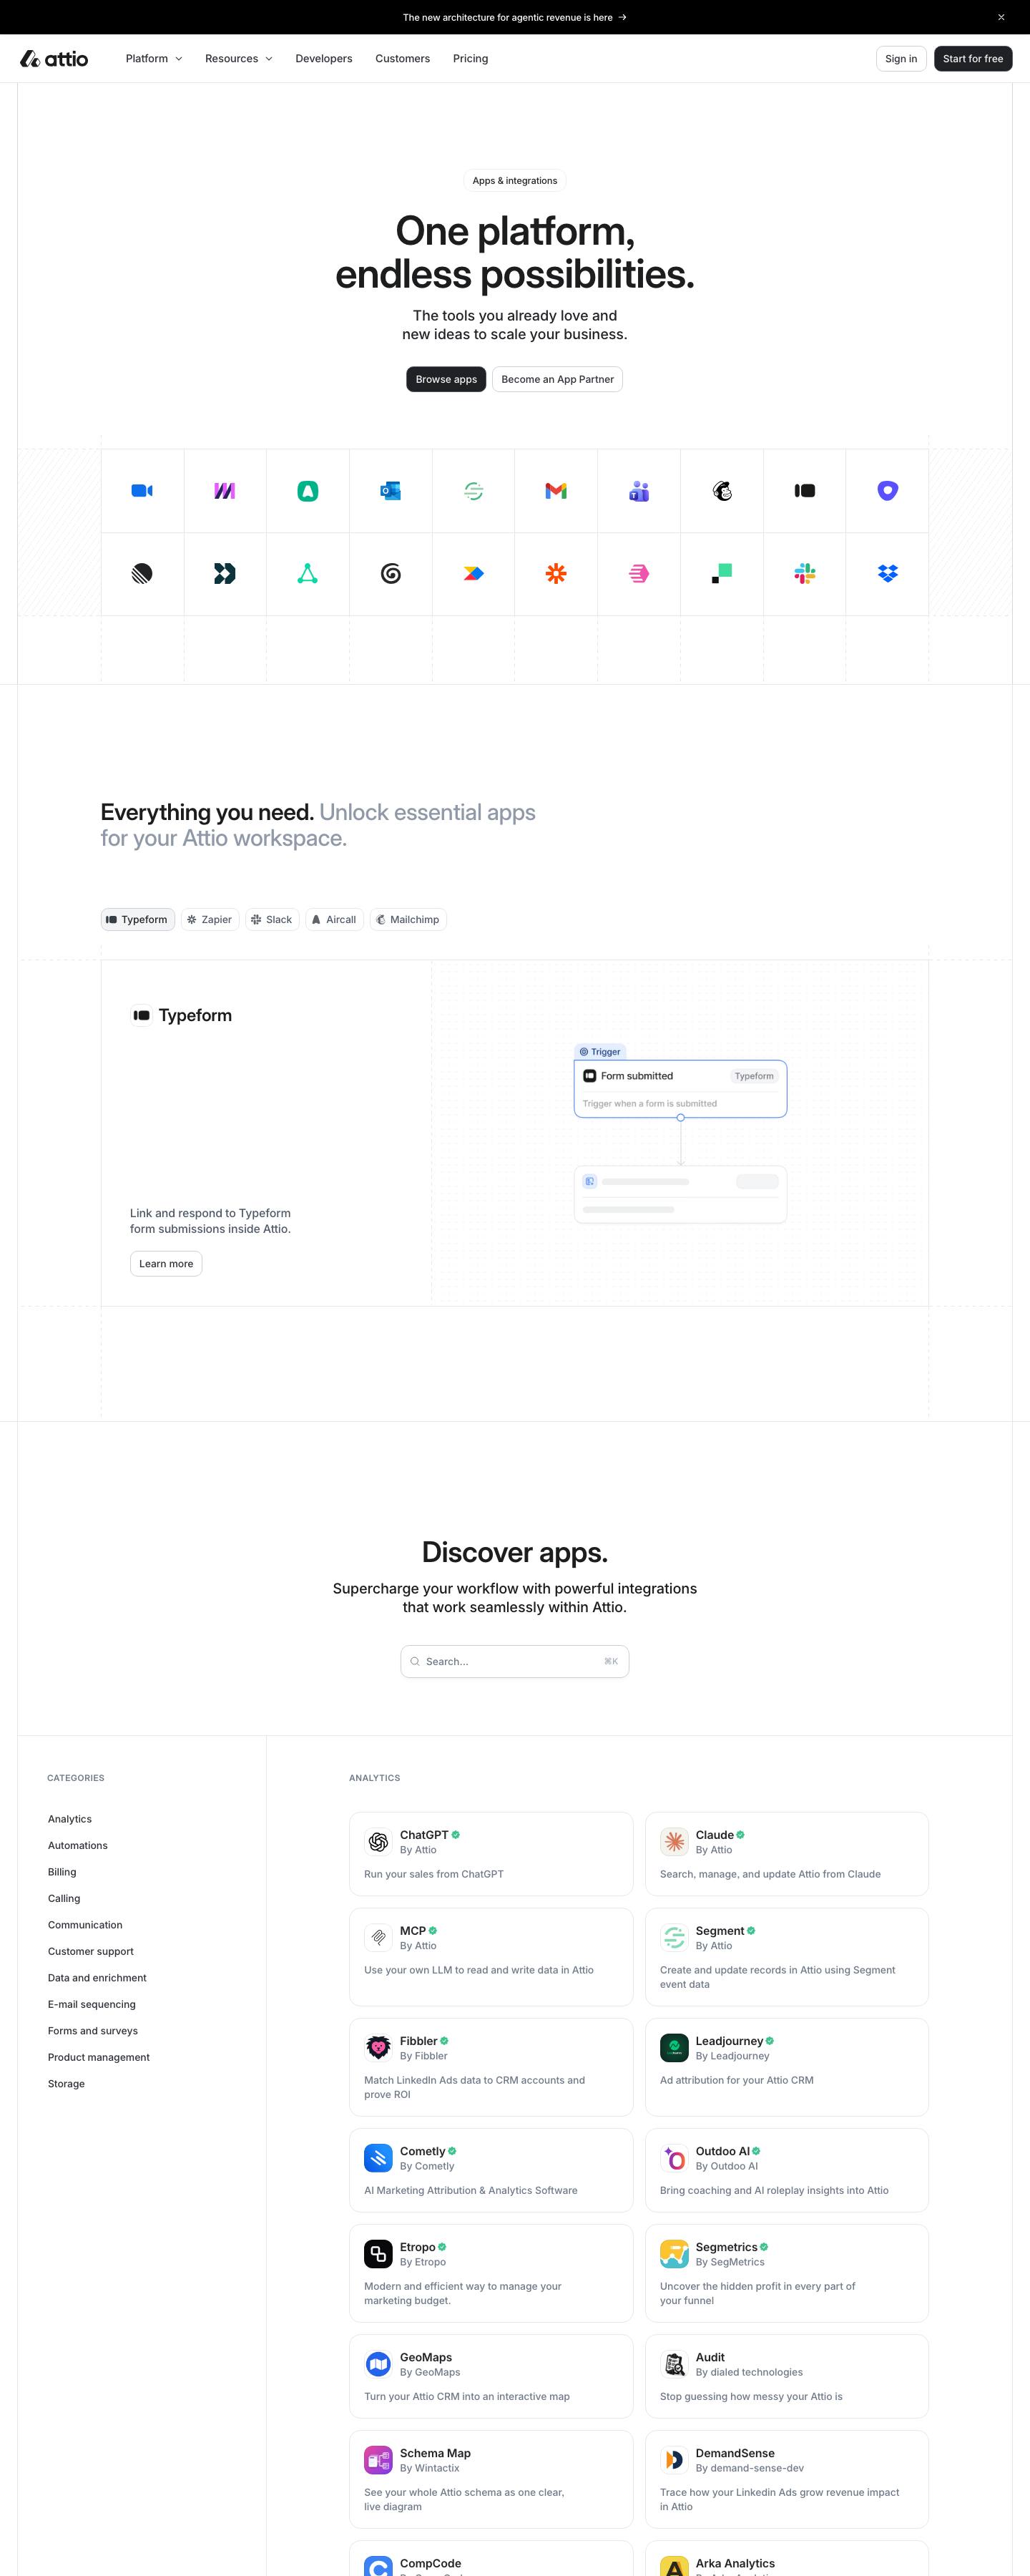 The new architecture for agentic revenue is here →
attio
Platform
Resources
Developers
Customers
Pricing
Sign in
Start for free
Apps & integrations
One platform,
endless possibilities.
The tools you already love and
new ideas to scale your business.
Browse apps
Become an App Partner
Everything you need. Unlock essential apps
for your Attio workspace.
Typeform
Zapier
Slack
Aircall
Mailchimp
Typeform
Link and respond to Typeform
form submissions inside Attio.
Learn more
Trigger
Form submitted
Typeform
Trigger when a form is submitted
Discover apps.
Supercharge your workflow with powerful integrations
that work seamlessly within Attio.
Search...
⌘K
CATEGORIES
Analytics
Automations
Billing
Calling
Communication
Customer support
Data and enrichment
E-mail sequencing
Forms and surveys
Product management
Storage
ANALYTICS
ChatGPT
By Attio
Run your sales from ChatGPT
Claude
By Attio
Search, manage, and update Attio from Claude
MCP
By Attio
Use your own LLM to read and write data in Attio
Segment
By Attio
Create and update records in Attio using Segment
event data
Fibbler
By Fibbler
Match LinkedIn Ads data to CRM accounts and
prove ROI
Leadjourney
By Leadjourney
Ad attribution for your Attio CRM
Cometly
By Cometly
AI Marketing Attribution & Analytics Software
Outdoo AI
By Outdoo AI
Bring coaching and AI roleplay insights into Attio
Etropo
By Etropo
Modern and efficient way to manage your
marketing budget.
Segmetrics
By SegMetrics
Uncover the hidden profit in every part of
your funnel
GeoMaps
By GeoMaps
Turn your Attio CRM into an interactive map
Audit
By dialed technologies
Stop guessing how messy your Attio is
Schema Map
By Wintactix
See your whole Attio schema as one clear,
live diagram
DemandSense
By demand-sense-dev
Trace how your Linkedin Ads grow revenue impact
in Attio
CompCode
Arka Analytics